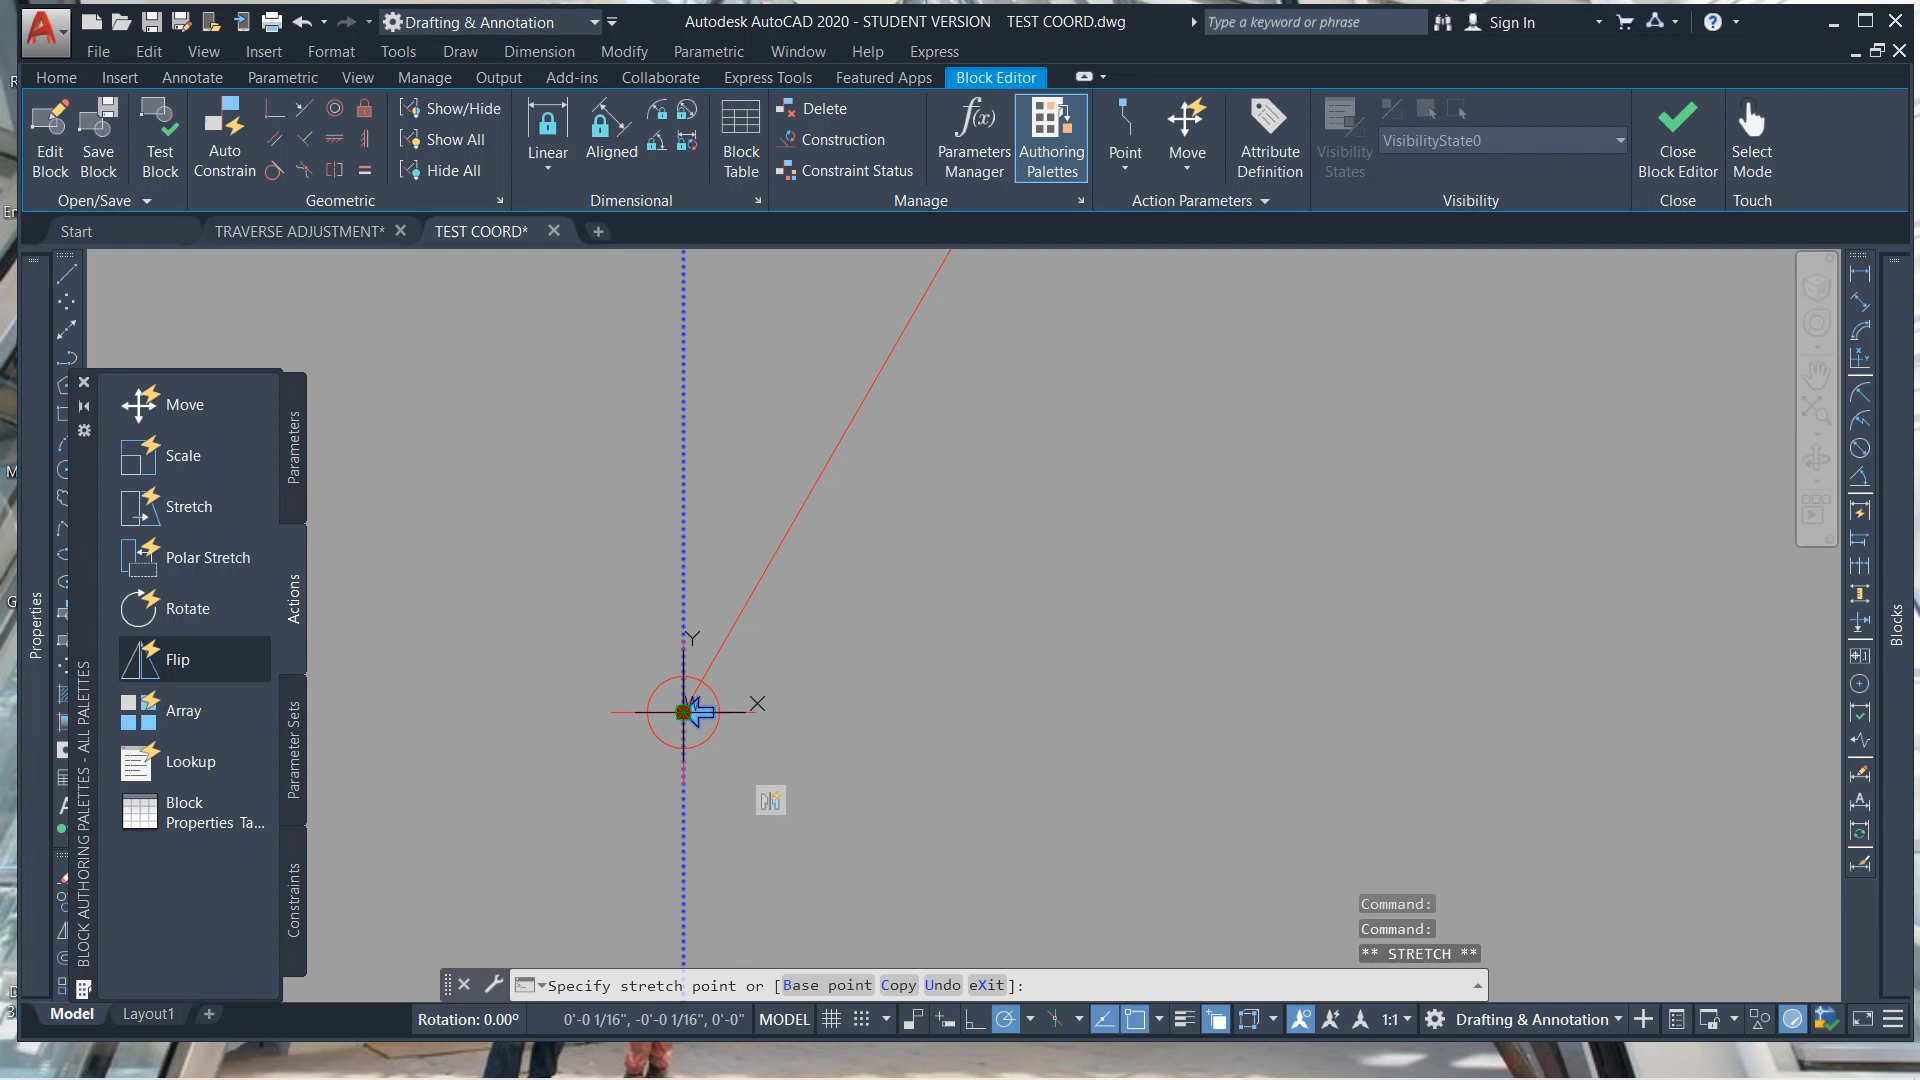 Drafting & Annotation
Autodesk AutoCAD 2020 - STUDENT VERSION TEST COORD.dwg
Type a keyword or phrase
Sign In
File Edit View Insert Format Tools Draw Dimension Modify Parametric Window Help Express
Home Insert Annotate Parametric View Manage Output Add-ins Collaborate Express Tools Featured Apps Block Editor
Edit Block
Save Block
Test Block
Auto Constrain
Show/Hide
Show All
Hide All
Linear
Aligned
Block Table
Delete
Construction
Constraint Status
f(x)
Parameters Manager
Authoring Palettes
Point
Move
Attribute Definition
Visibility States
VisibilityState0
Close Block Editor
Select Mode
Open/Save Geometric Dimensional Manage Action Parameters Visibility Close Touch
Start
TRAVERSE ADJUSTMENT*
TEST COORD*
Move
Scale
Stretch
Polar Stretch
Rotate
Flip
Array
Lookup
Block
Properties Ta...
Parameters
Actions
Parameter Sets
Constraints
BLOCK AUTHORING PALETTES - ALL PALETTES
Properties
Blocks
Y
X
Command:
Command:
** STRETCH **
Specify stretch point or [Base point Copy Undo eXit]:
Model
Layout1
Rotation: 0.00°
0'-0 1/16", -0'-0 1/16", 0'-0"
MODEL
1:1
Drafting & Annotation